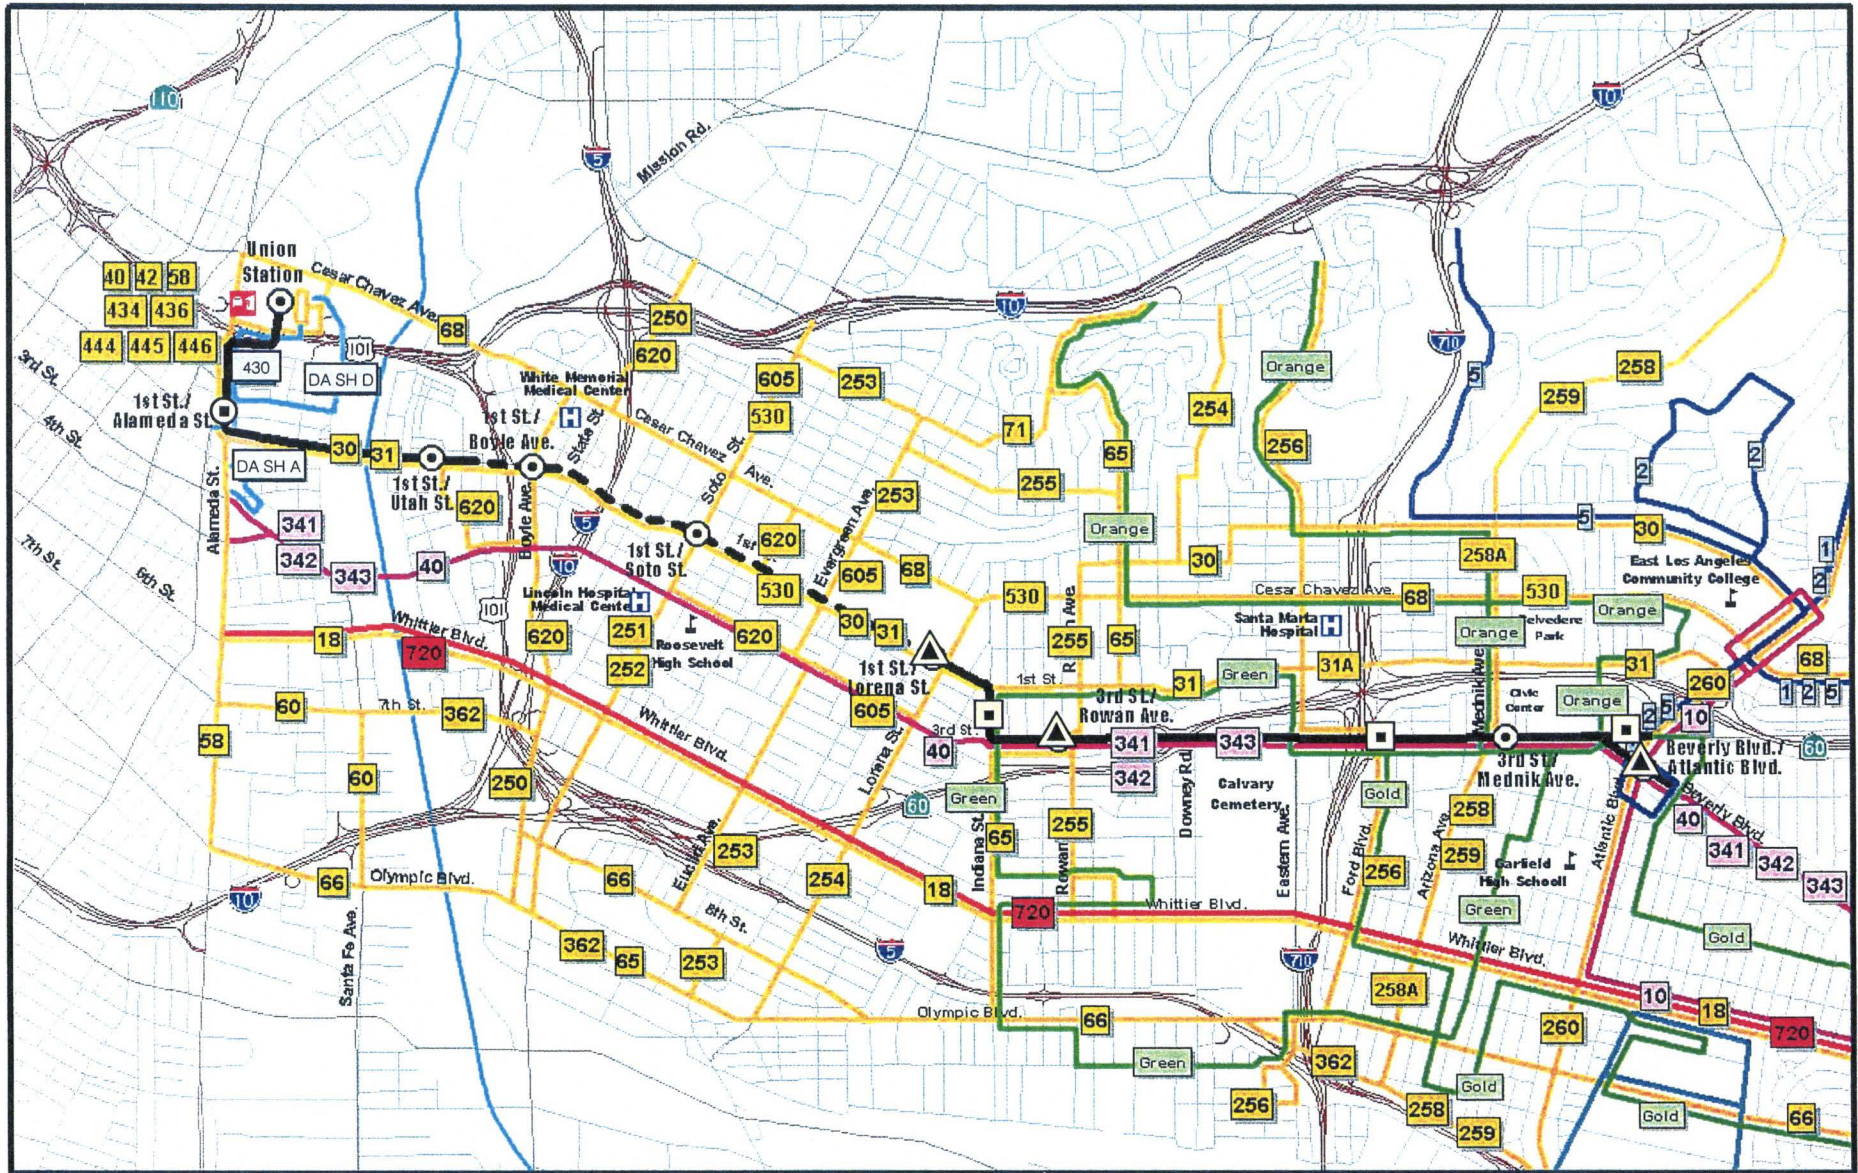 110
10
5
Mission Rd.
Union
Station
40 42 58
434 436
444 445 446
Cesar Chavez Ave.
68
250
620
710
5
258
259
101
430
DASH D
White Memorial
Medical Center
H
605
253
530
254
Orange
256
71
65
255
3rd St.
4th St.
7th St.
6th St.
1st St./
Alameda St.
30
31
1st St./
Boyle Ave.
State St.
Cesar Chavez Ave.
Soto St.
DASH A
1st St./
Utah St.
620
Alameda St.
Boyle Ave.
5
341
342
343
40
10
1st St./
Soto St.
1st
620
Evergreen Ave.
253
605
68
530
Orange
30
258A
5
30
2
2
1
2
East Los Angeles
Community College
Lincoln Hospital
Medical Center
H
101
Whittier Blvd.
18
720
620
251
252
Roosevelt
High School
620
30
31
1st St./
Lorena St.
530
255
65
Cesar Chavez Ave.
68
530
Orange
Santa Marta
Hospital
H
Orange
Belvedere
Park
31A
31
68
260
1 2 5
1st St.
31
Green
3rd St./
Rowan Ave.
Mednik Ave.
Civic
Center
Orange
2
5
10
60
7th St.
362
58
60
Whittier Blvd.
605
Lorena St.
3rd St.
40
341
343
342
Downey Rd.
Calvary
Cemetery
Eastern Ave.
3rd St./
Mednik Ave.
Beverly Blvd./
Atlantic Blvd.
60
250
60
Green
Gold
258
259
Atlantic Blvd.
Beverly Blvd.
40
341
342
343
65
255
Indiana St.
Rowan
Ford Blvd.
256
Arizona Ave.
Garfield
High School
253
254
18
66
Olympic Blvd.
66
8th St.
10
Santa Fe Ave.
720
Whittier Blvd.
Green
Gold
362
65
253
5
710
Whittier Blvd.
258A
10
18
720
260
Olympic Blvd.
66
Green
362
256
Gold
258
259
Gold
66